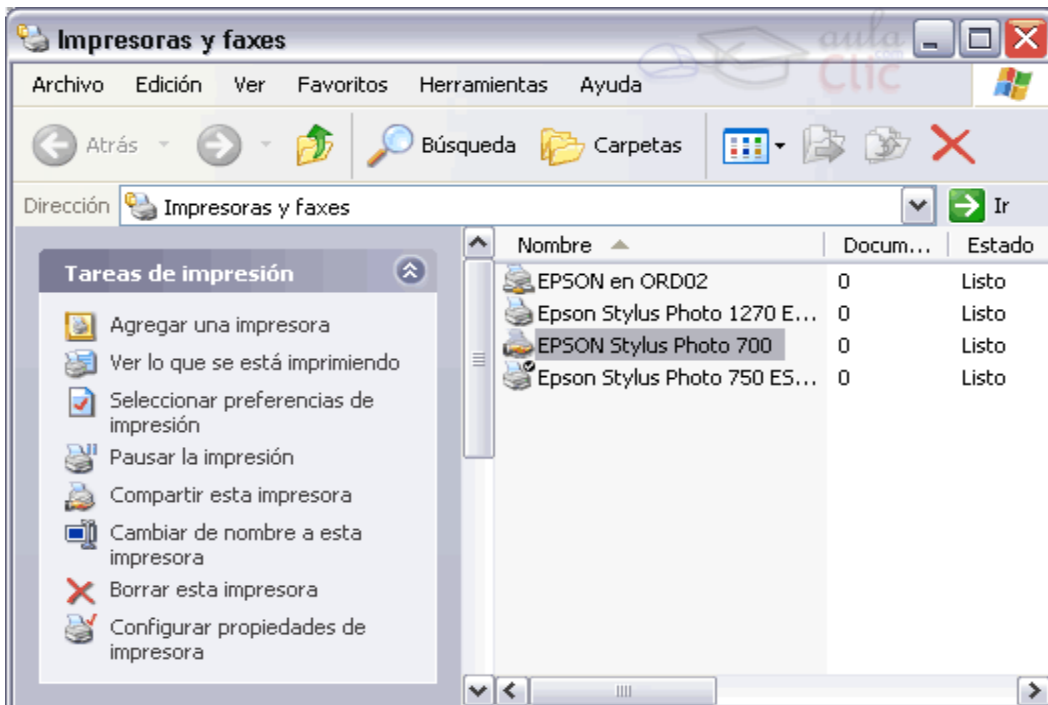 Impresoras y faxes
aula
.com
Clic
Archivo Edición Ver Favoritos Herramientas Ayuda
Atrás Búsqueda Carpetas
Dirección Impresoras y faxes Ir
Tareas de impresión
Agregar una impresora
Ver lo que se está imprimiendo
Seleccionar preferencias de
impresión
Pausar la impresión
Compartir esta impresora
Cambiar de nombre a esta
impresora
Borrar esta impresora
Configurar propiedades de
impresora
Nombre Docum... Estado
EPSON en ORD02 0 Listo
Epson Stylus Photo 1270 E... 0 Listo
EPSON Stylus Photo 700 0 Listo
Epson Stylus Photo 750 ES... 0 Listo